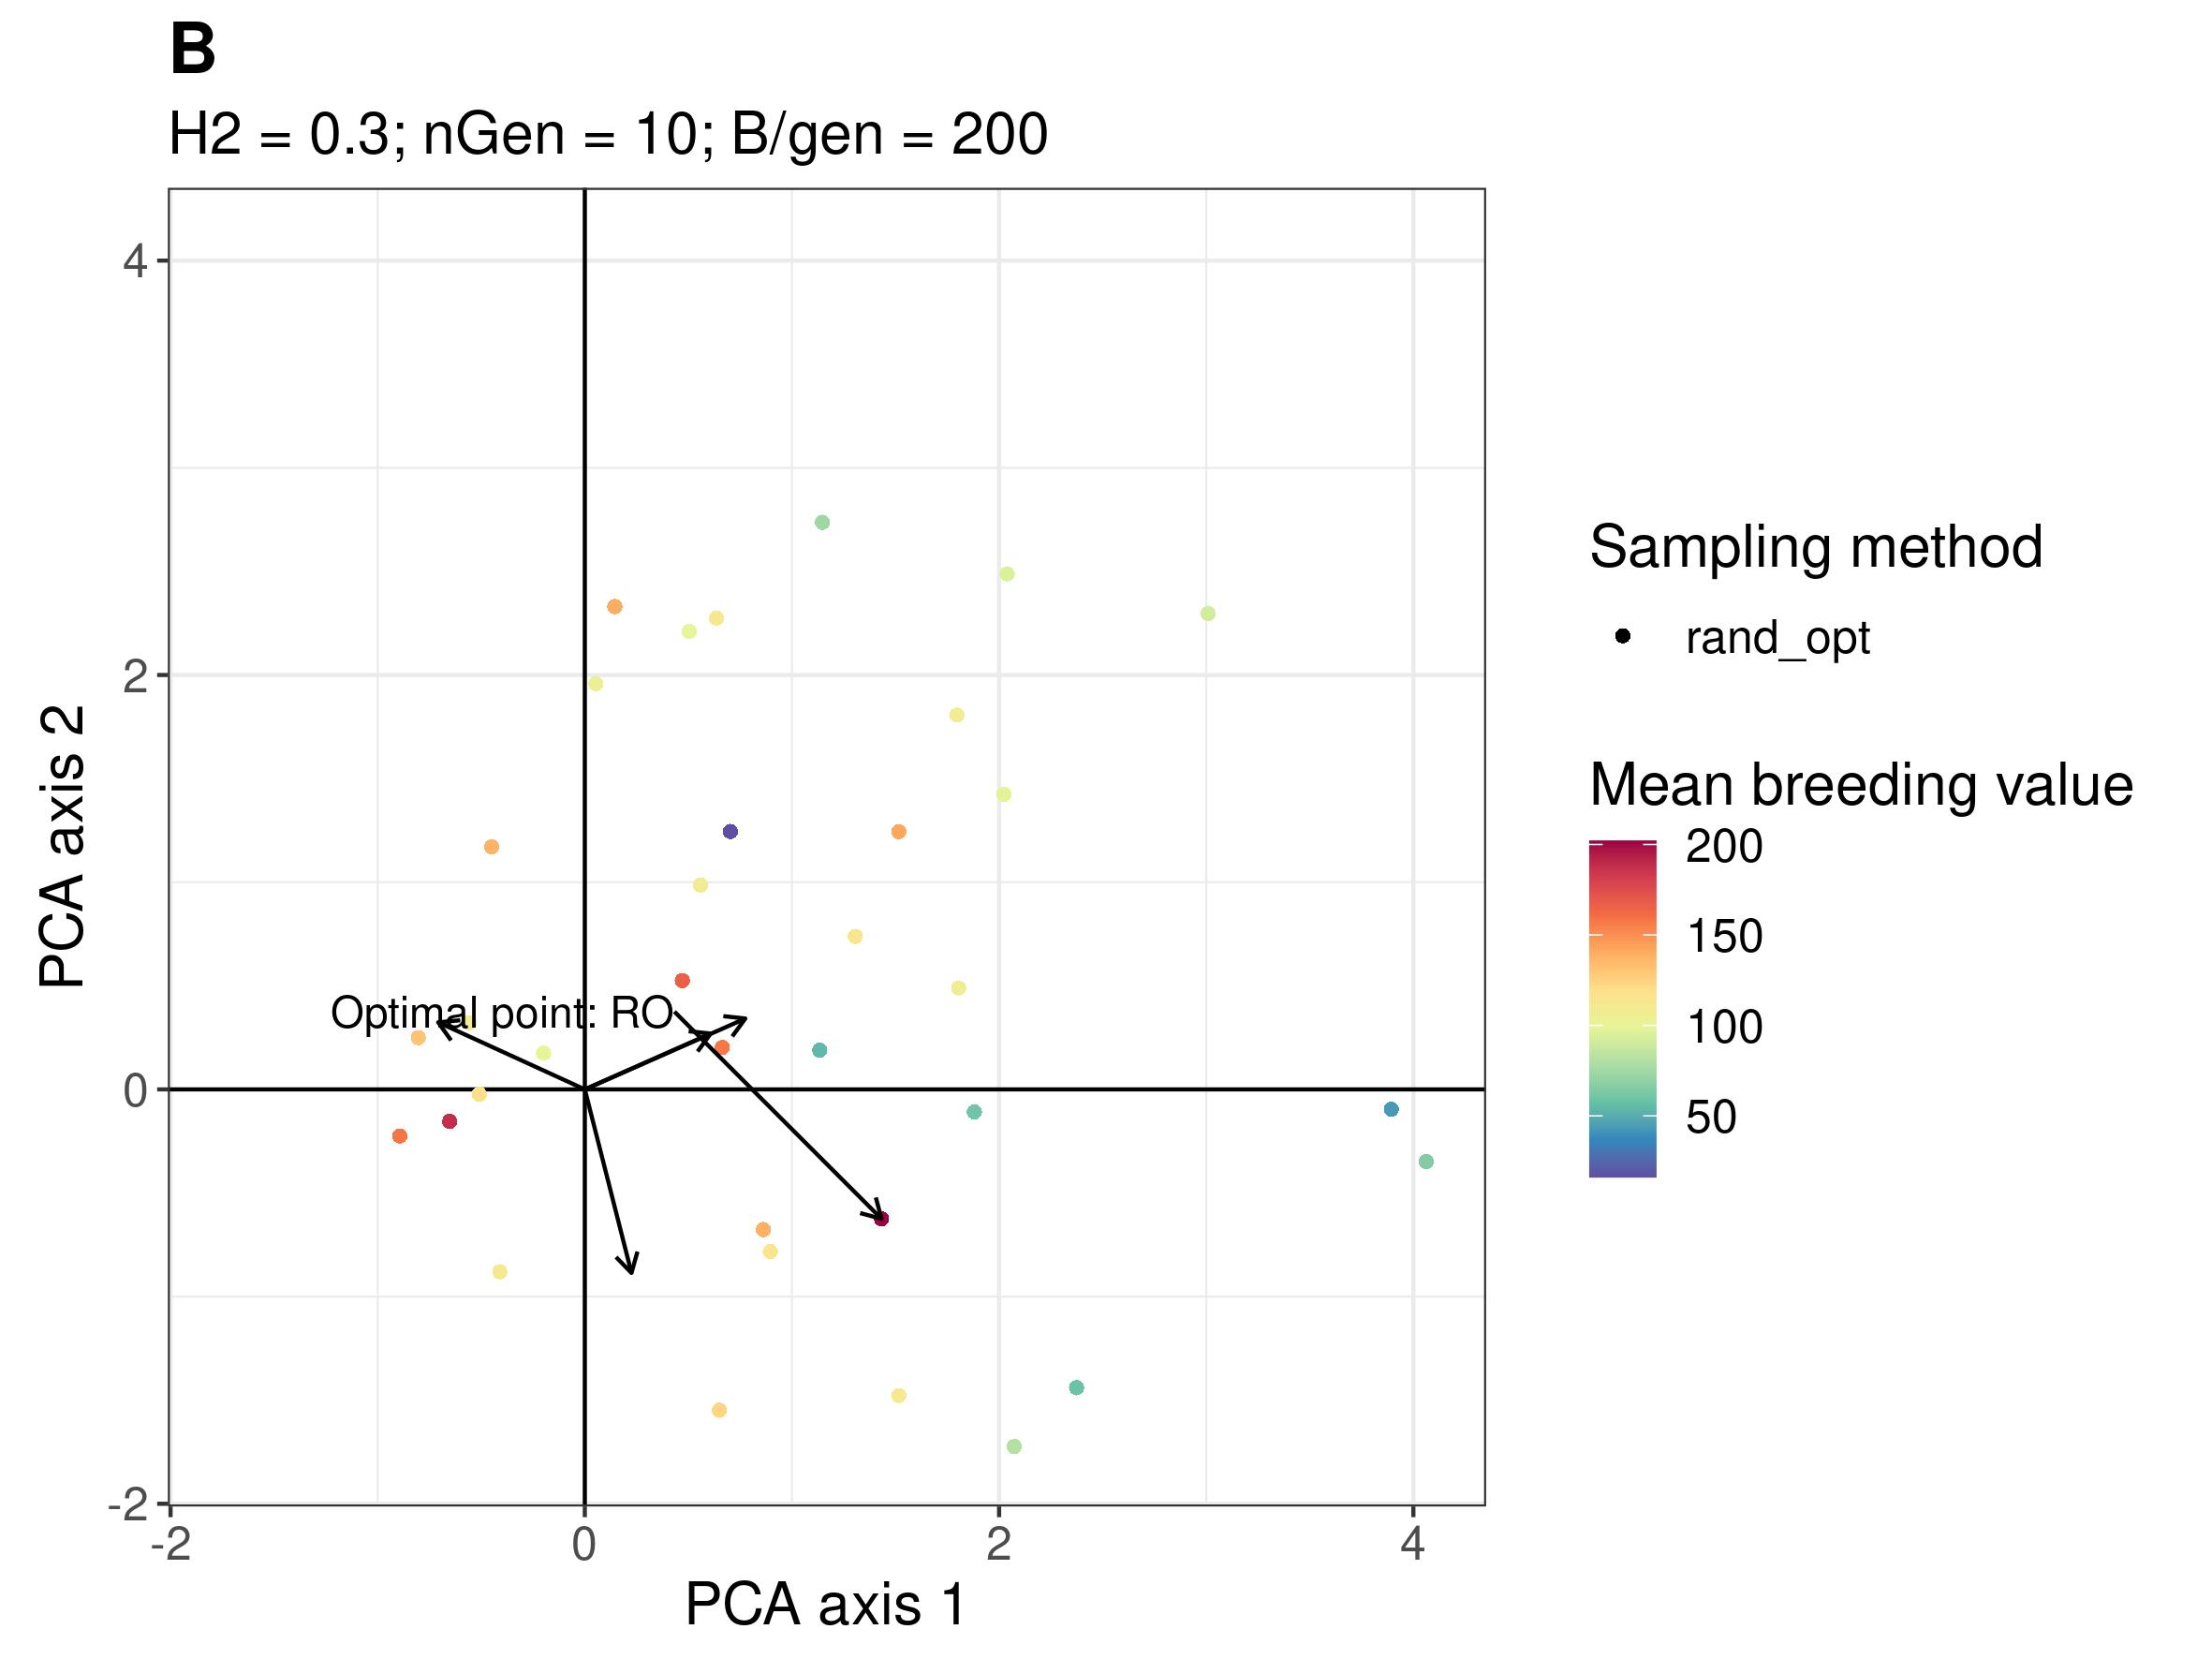 B
H2 = 0.3; nGen = 10; B/gen = 200
4
2
0
-2
PCA axis 2
Optimal point: RO
-2
0
2
4
PCA axis 1
Sampling method
rand_opt
Mean breeding value
200
150
100
50